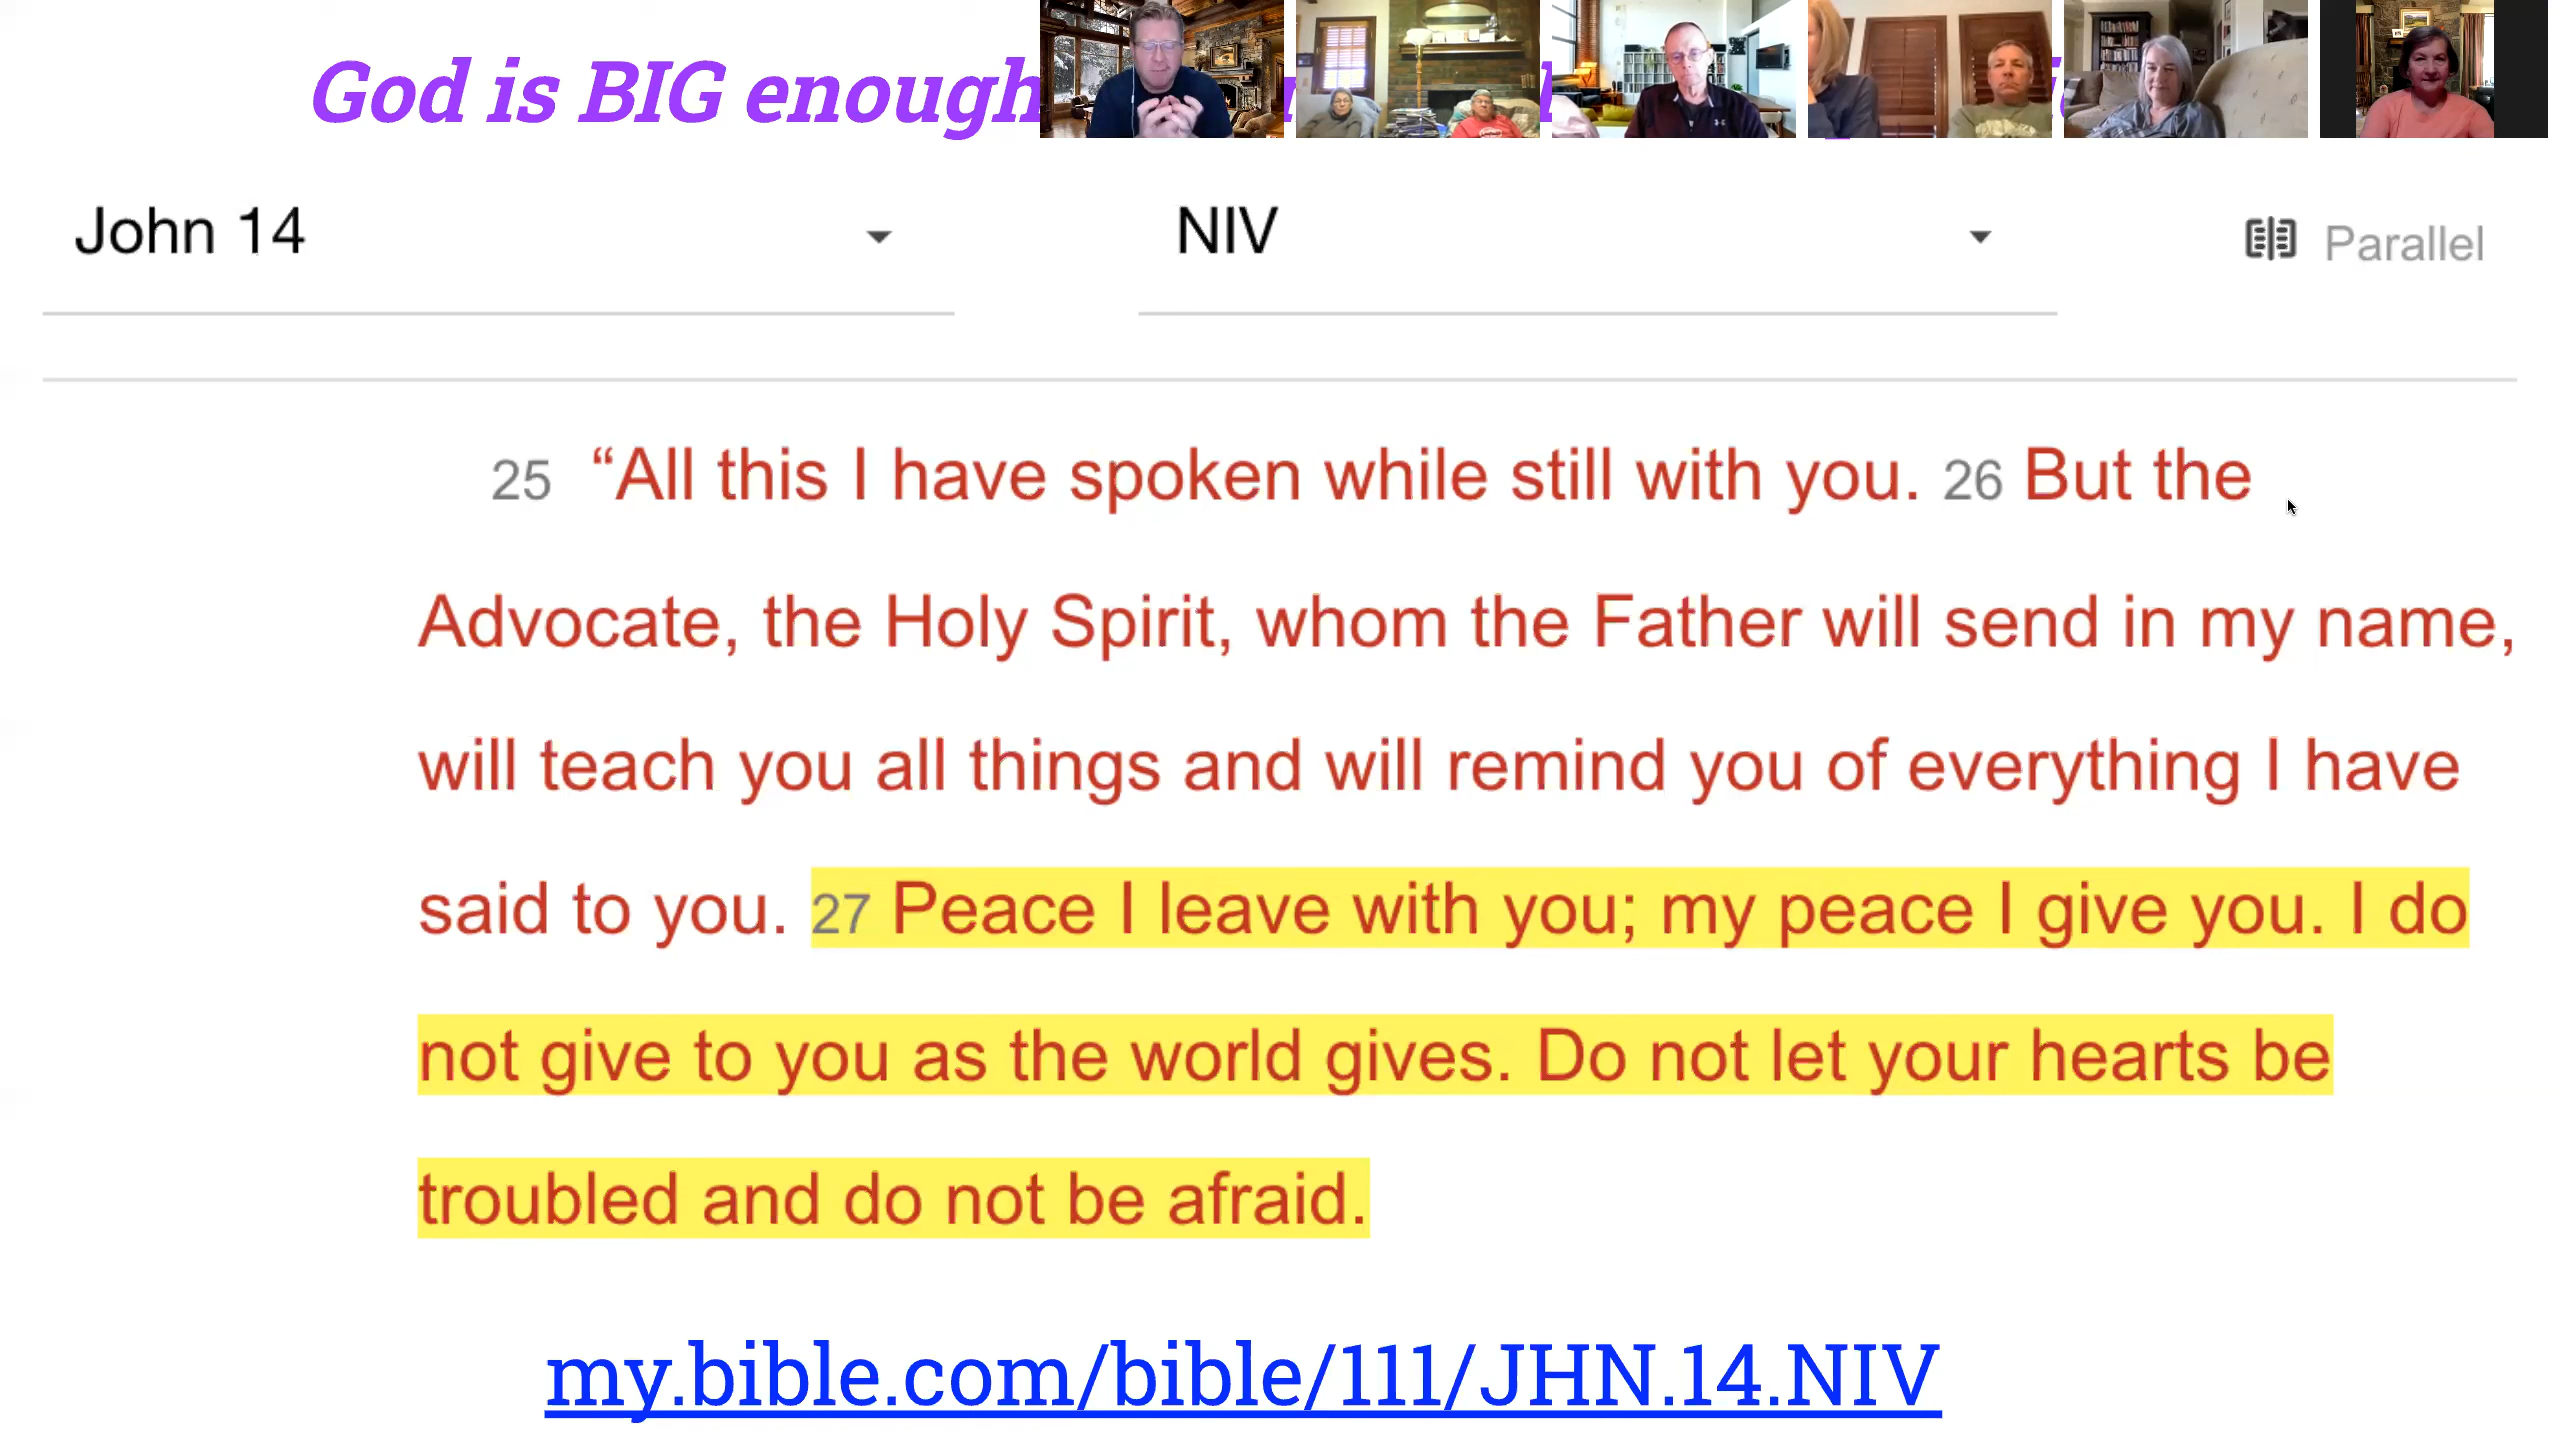 God is BIG enough
John 14
NIV
Parallel
25 “All this I have spoken while still with you. 26 But the
Advocate, the Holy Spirit, whom the Father will send in my name,
will teach you all things and will remind you of everything I have
said to you. 27 Peace I leave with you; my peace I give you. I do
not give to you as the world gives. Do not let your hearts be
troubled and do not be afraid.
my.bible.com/bible/111/JHN.14.NIV